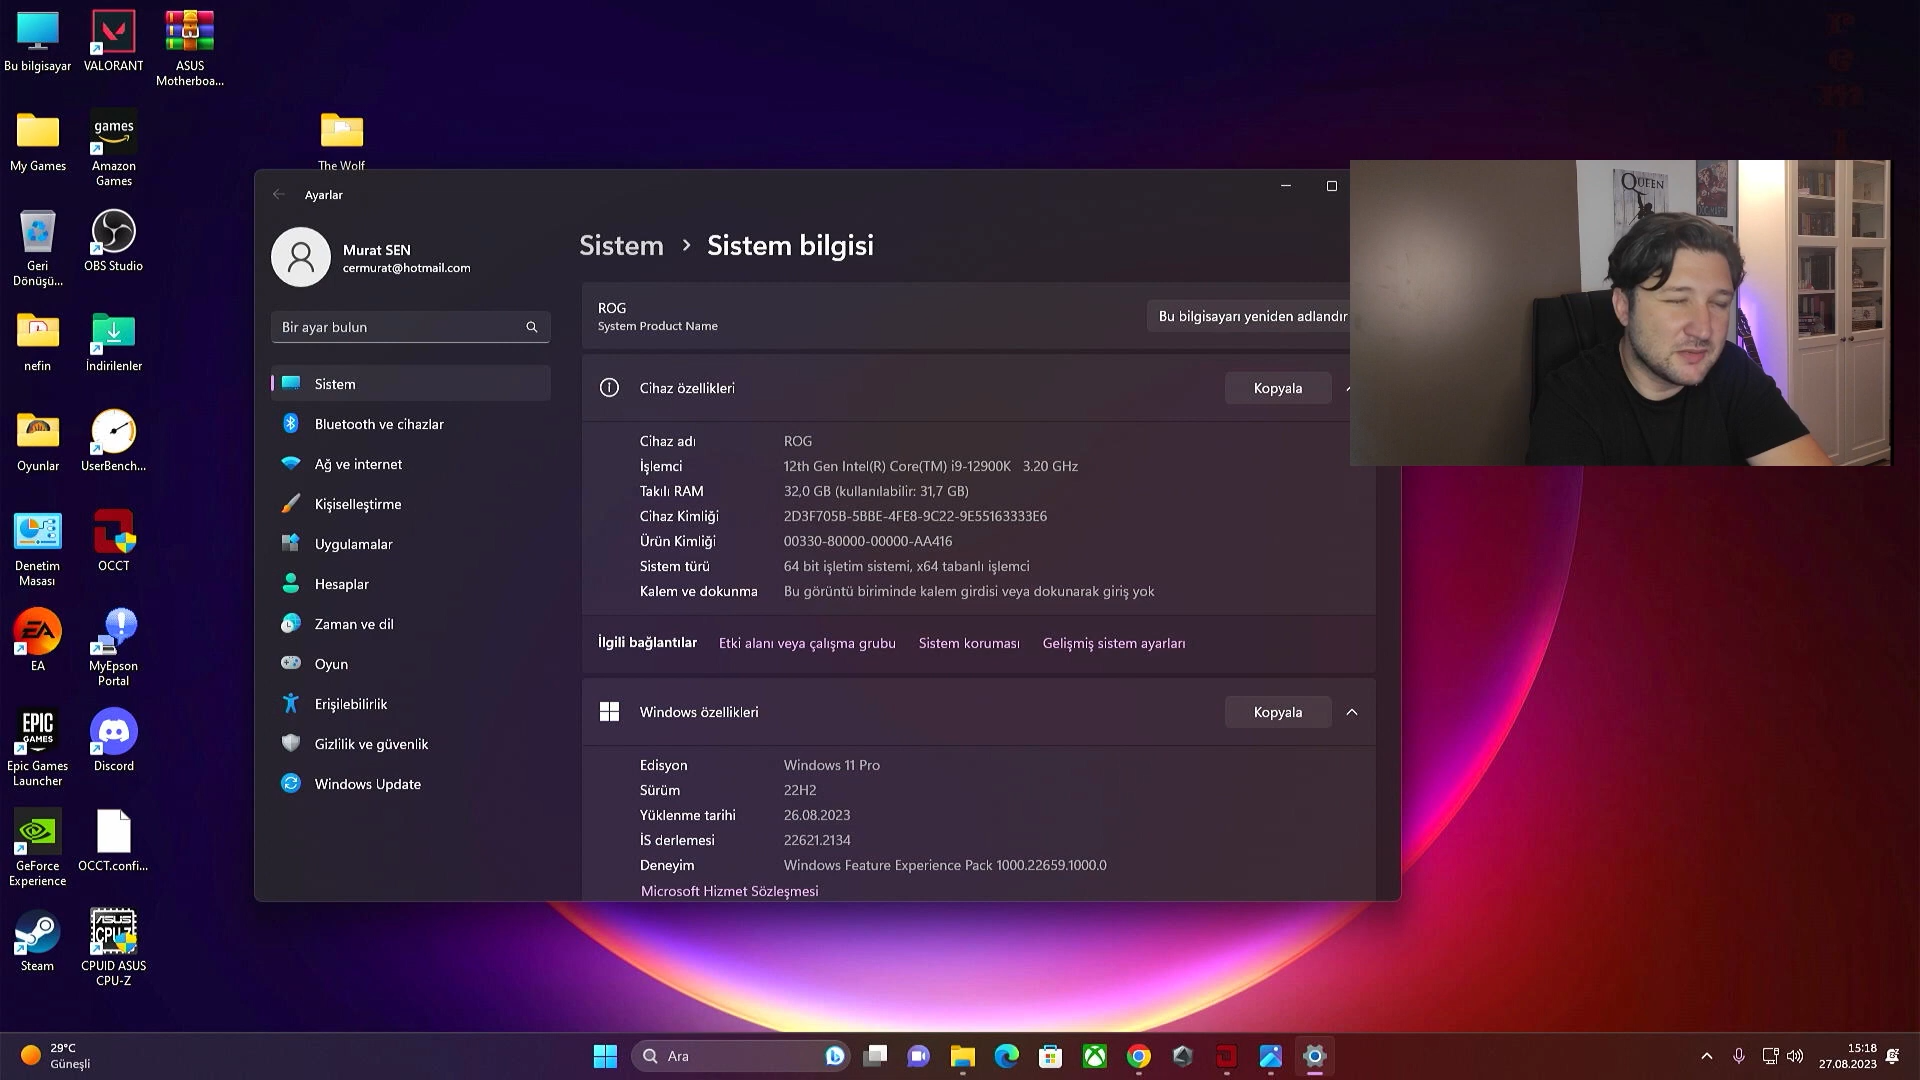 Bu bilgisayar
VALORANT
ASUS
Motherboa...
My Games
games
Amazon
Games
The Wolf
Geri
Dönüşü...
OBS Studio
nefin
İndirilenler
Oyunlar
UserBench...
Denetim
Masası
OCCT
EA
EA
MyEpson
Portal
EPIC
GAMES
Epic Games
Launcher
Discord
GeForce
Experience
OCCT.confi...
Steam
ASUS
CPU-Z
CPUID ASUS
CPU-Z
Ayarlar
Murat SEN
cermurat@hotmail.com
Bir ayar bulun
Sistem
Bluetooth ve cihazlar
Ağ ve internet
Kişiselleştirme
Uygulamalar
Hesaplar
Zaman ve dil
Oyun
Erişilebilirlik
Gizlilik ve güvenlik
Windows Update
Sistem › Sistem bilgisi
ROG
System Product Name
Bu bilgisayarı yeniden adlandır
Cihaz özellikleri
Kopyala
Cihaz adı ROG
İşlemci 12th Gen Intel(R) Core(TM) i9-12900K 3.20 GHz
Takılı RAM 32,0 GB (kullanılabilir: 31,7 GB)
Cihaz Kimliği 2D3F705B-5BBE-4FE8-9C22-9E55163333E6
Ürün Kimliği 00330-80000-00000-AA416
Sistem türü 64 bit işletim sistemi, x64 tabanlı işlemci
Kalem ve dokunma Bu görüntü biriminde kalem girdisi veya dokunarak giriş yok
İlgili bağlantılar Etki alanı veya çalışma grubu Sistem koruması Gelişmiş sistem ayarları
Windows özellikleri
Kopyala
Edisyon Windows 11 Pro
Sürüm 22H2
Yüklenme tarihi 26.08.2023
İS derlemesi 22621.2134
Deneyim Windows Feature Experience Pack 1000.22659.1000.0
Microsoft Hizmet Sözleşmesi
QUEEN
29°C
Güneşli
Ara
15:18
27.08.2023